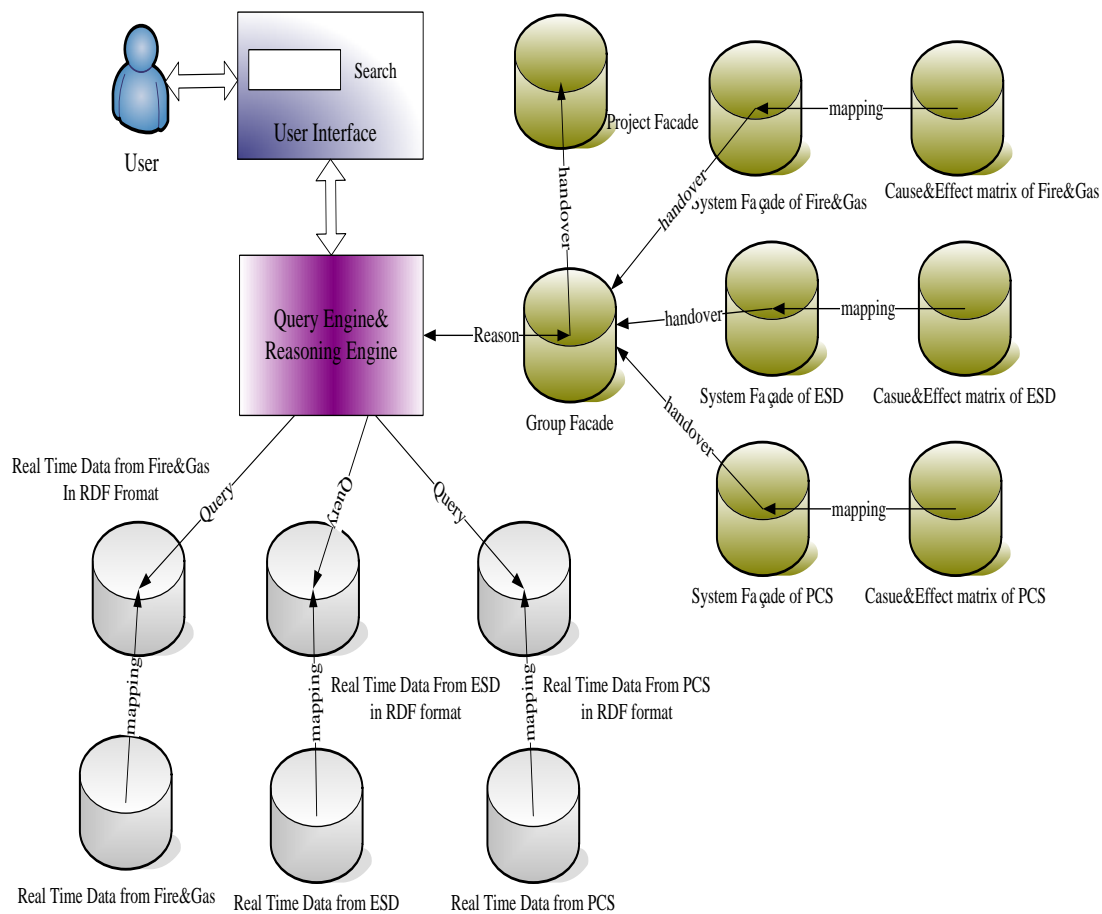 Search
User Interface
User
Project Facade
mapping
handover
handover
System Façade of Fire&Gas
Cause&Effect matrix of Fire&Gas
Query Engine&
Reasoning Engine
Reason
handover
mapping
Group Facade
System Façade of ESD
Casue&Effect matrix of ESD
handover
Real Time Data from Fire&Gas
In RDF Fromat
Query
Query
Query
mapping
System Façade of PCS
Casue&Effect matrix of PCS
mapping
mapping
mapping
Real Time Data From ESD
in RDF format
Real Time Data From PCS
in RDF format
Real Time Data from Fire&Gas
Real Time Data from ESD
Real Time Data from PCS